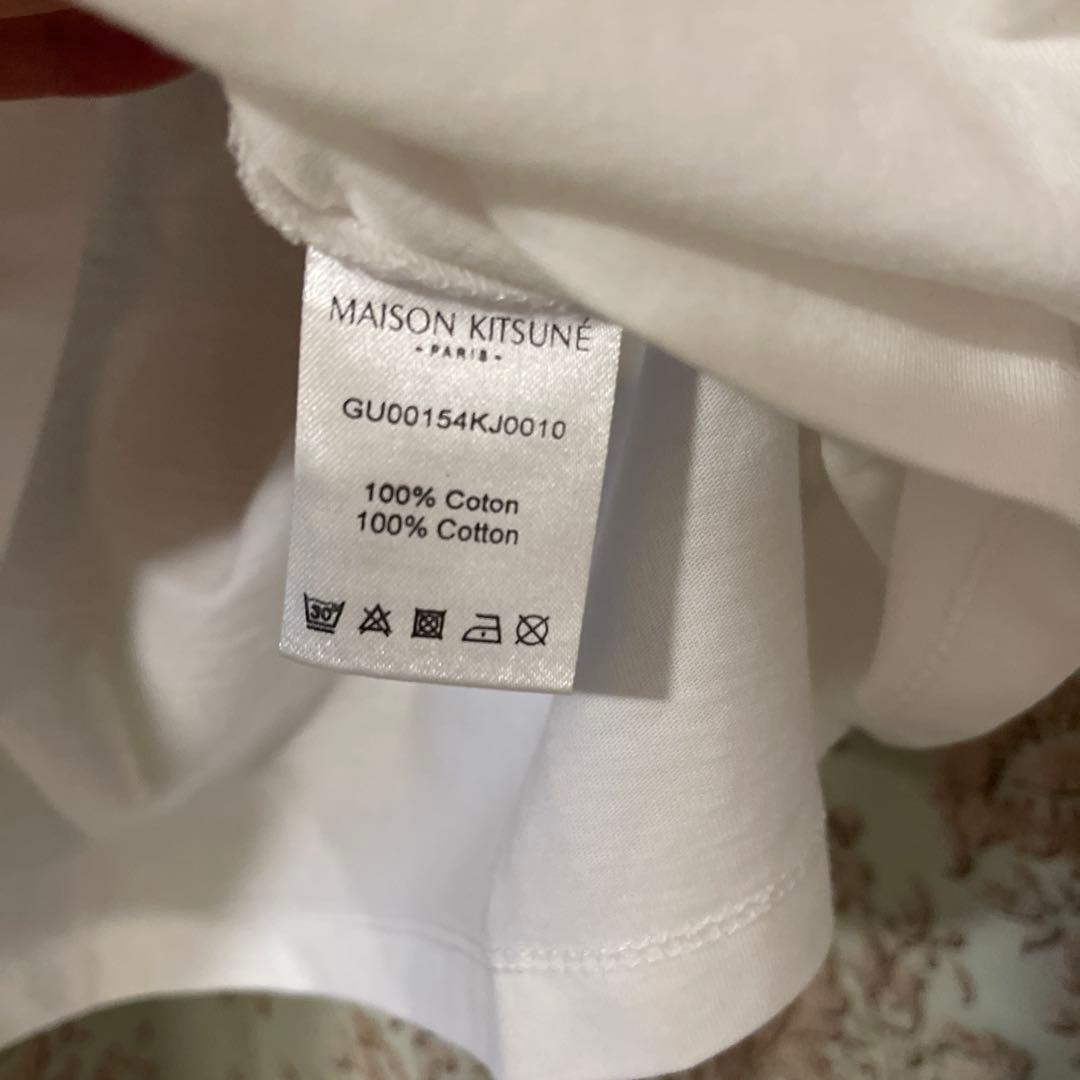 MAISON KITSUNÉ
- PARIS -
GU00154KJ0010
100% Coton
100% Cotton
30°